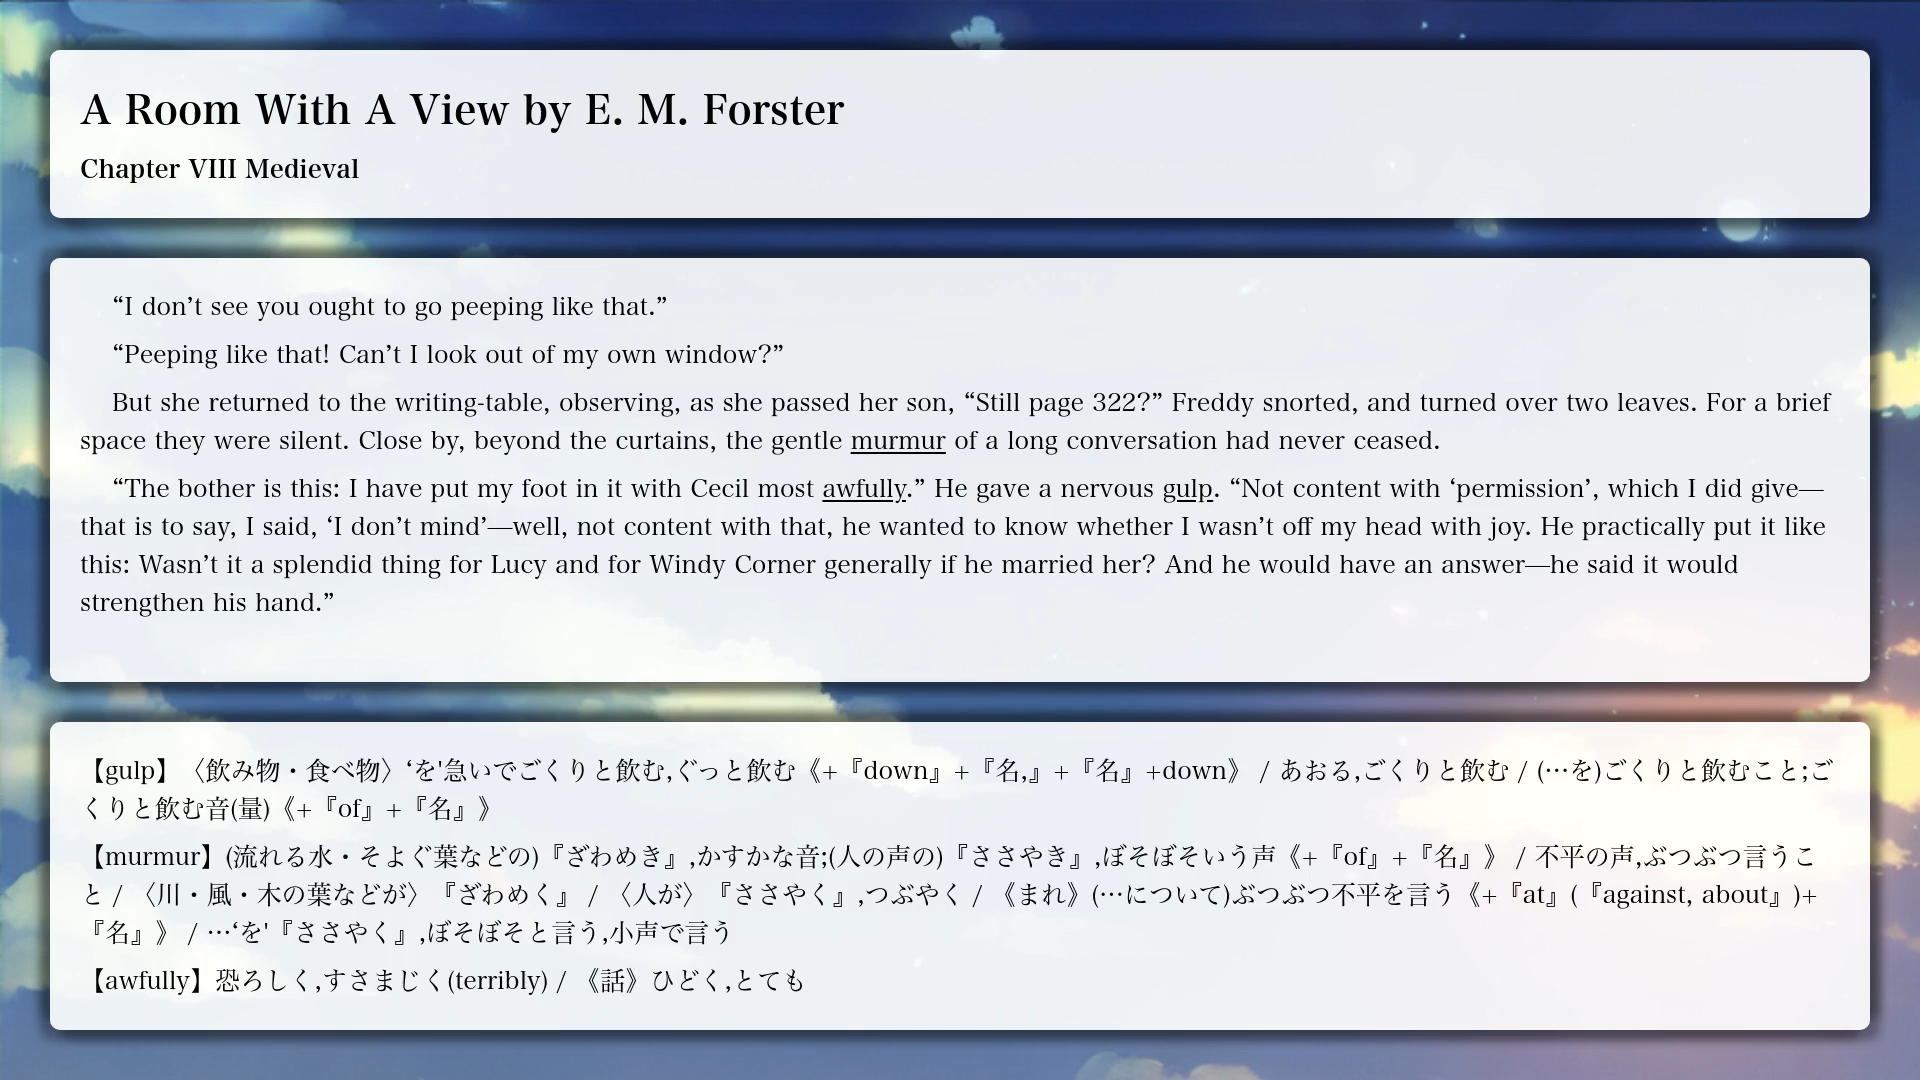 A Room With A View by E. M. Forster
Chapter VIII Medieval
“I don’t see you ought to go peeping like that.”
“Peeping like that! Can’t I look out of my own window?”
But she returned to the writing-table, observing, as she passed her son, “Still page 322?” Freddy snorted, and turned over two leaves. For a brief
space they were silent. Close by, beyond the curtains, the gentle murmur of a long conversation had never ceased.
“The bother is this: I have put my foot in it with Cecil most awfully.” He gave a nervous gulp. “Not content with ‘permission’, which I did give—
that is to say, I said, ‘I don’t mind’—well, not content with that, he wanted to know whether I wasn’t off my head with joy. He practically put it like
this: Wasn’t it a splendid thing for Lucy and for Windy Corner generally if he married her? And he would have an answer—he said it would
strengthen his hand.”
【gulp】〈飲み物・食べ物〉‘を'急いでごくりと飲む,ぐっと飲む《+『down』+『名,』+『名』+down》 / あおる,ごくりと飲む / (…を)ごくりと飲むこと;ご
くりと飲む音(量)《+『of』+『名』》
【murmur】(流れる水・そよぐ葉などの)『ざわめき』,かすかな音;(人の声の)『ささやき』,ぼそぼそいう声《+『of』+『名』》 / 不平の声,ぶつぶつ言うこ
と / 〈川・風・木の葉などが〉『ざわめく』 / 〈人が〉『ささやく』,つぶやく / 《まれ》(…について)ぶつぶつ不平を言う《+『at』(『against, about』)+
『名』》 / …‘を'『ささやく』,ぼそぼそと言う,小声で言う
【awfully】恐ろしく,すさまじく(terribly) / 《話》ひどく,とても